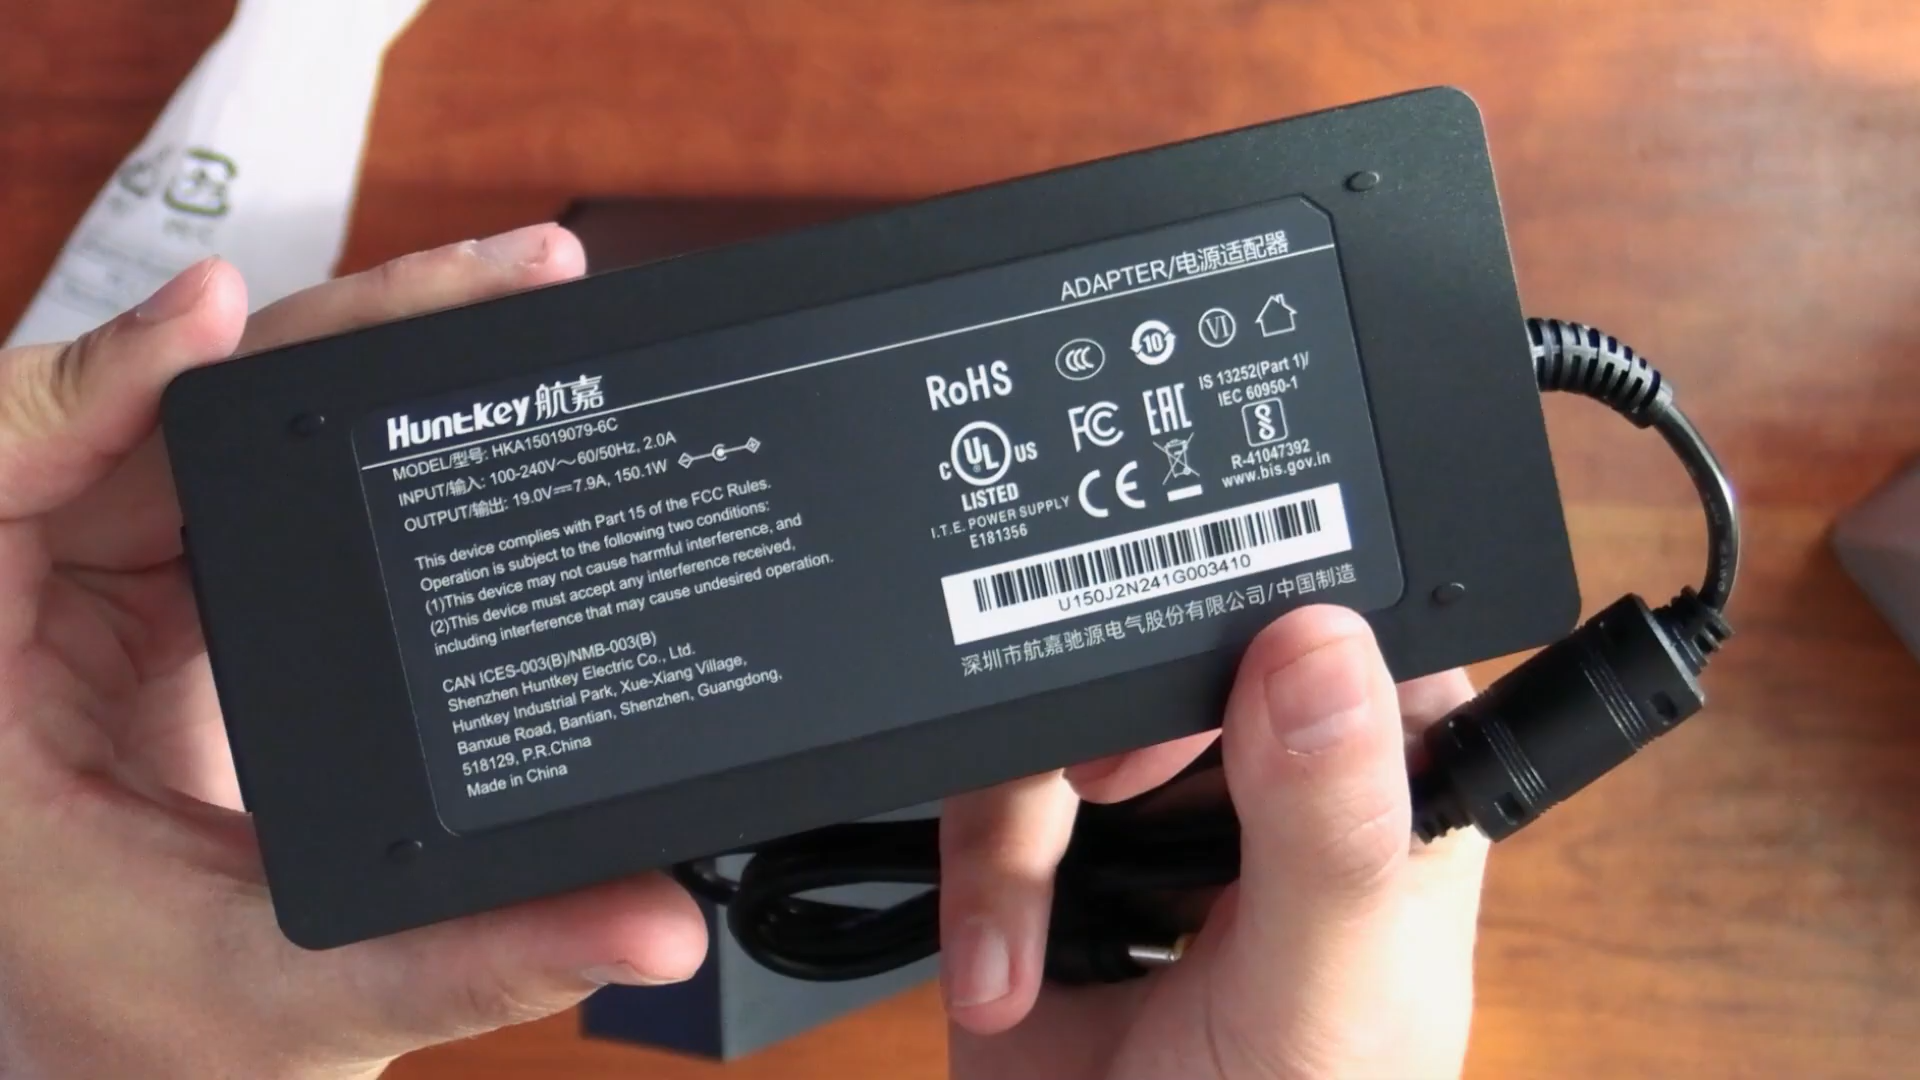 ADAPTER/电源适配器
Huntkey 航嘉
MODEL/型号: HKA15019079-6C
INPUT/输入: 100-240V～60/50Hz, 2.0A
OUTPUT/输出: 19.0V⎓7.9A, 150.1W
This device complies with Part 15 of the FCC Rules.
Operation is subject to the following two conditions:
(1)This device may not cause harmful interference, and
(2)This device must accept any interference received,
including interference that may cause undesired operation.
CAN ICES-003(B)/NMB-003(B)
Shenzhen Huntkey Electric Co., Ltd.
Huntkey Industrial Park, Xue-Xiang Village,
Banxue Road, Bantian, Shenzhen, Guangdong,
518129, P.R.China
Made in China
RoHS
CCC
10
VI
C UL US
LISTED
I.T.E. POWER SUPPLY
E181356
FC
EAC
CE
IS 13252(Part 1)/
IEC 60950-1
R-41047392
www.bis.gov.in
U150J2N241G003410
深圳市航嘉驰源电气股份有限公司/中国制造